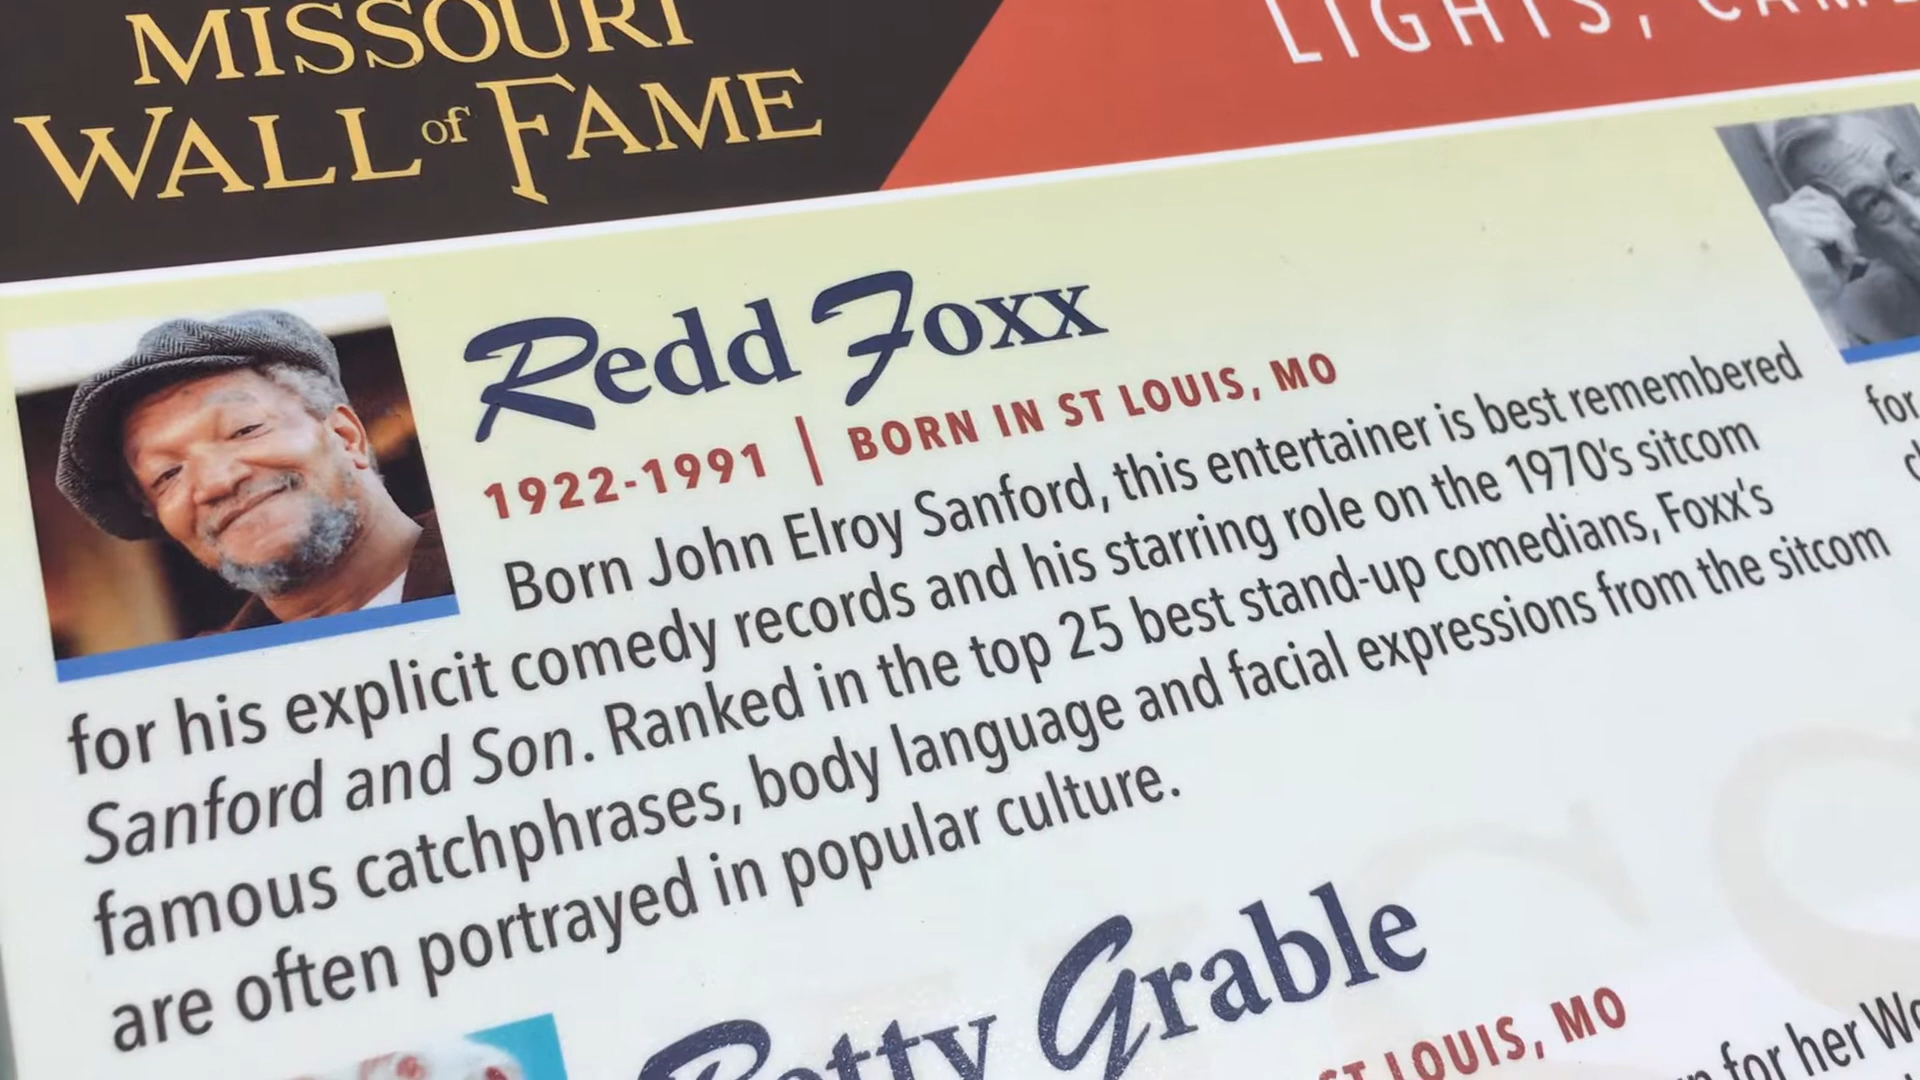 MISSOURI
WALL of FAME
LIGHTS,
Redd Foxx
1922-1991 | BORN IN ST LOUIS, MO
Born John Elroy Sanford, this entertainer is best remembered
for his explicit comedy records and his starring role on the 1970's sitcom
Sanford and Son. Ranked in the top 25 best stand-up comedians, Foxx's
famous catchphrases, body language and facial expressions from the sitcom
are often portrayed in popular culture.
for
Betty Grable
ST LOUIS, MO
for her